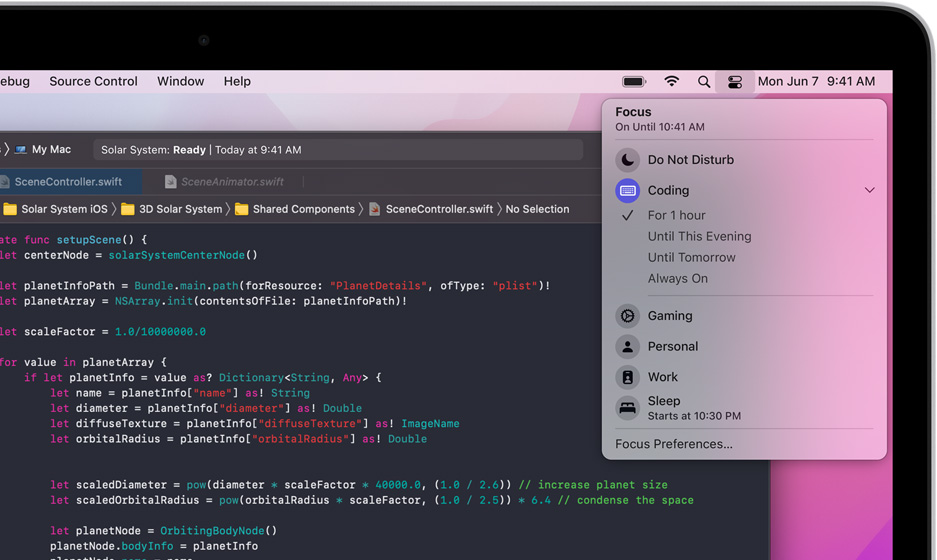 ebug Source Control Window Help Mon Jun 7 9:41 AM
Focus
On Until 10:41 AM
Do Not Disturb
Coding
For 1 hour
Until This Evening
Until Tomorrow
Always On
Gaming
Personal
Work
Sleep
Starts at 10:30 PM
Focus Preferences...
My Mac Solar System: Ready | Today at 9:41 AM
SceneController.swift SceneAnimator.swift
Solar System iOS 3D Solar System Shared Components SceneController.swift No Selection
ate func setupScene() {
let centerNode = solarSystemCenterNode()
let planetInfoPath = Bundle.main.path(forResource: "PlanetDetails", ofType: "plist")!
let planetArray = NSArray.init(contentsOfFile: planetInfoPath)!
let scaleFactor = 1.0/10000000.0
for value in planetArray {
if let planetInfo = value as? Dictionary<String, Any> {
let name = planetInfo["name"] as! String
let diameter = planetInfo["diameter"] as! Double
let diffuseTexture = planetInfo["diffuseTexture"] as! ImageName
let orbitalRadius = planetInfo["orbitalRadius"] as! Double
let scaledDiameter = pow(diameter * scaleFactor * 40000.0, (1.0 / 2.6)) // increase planet size
let scaledOrbitalRadius = pow(orbitalRadius * scaleFactor, (1.0 / 2.5)) * 6.4 // condense the space
let planetNode = OrbitingBodyNode()
planetNode.bodyInfo = planetInfo